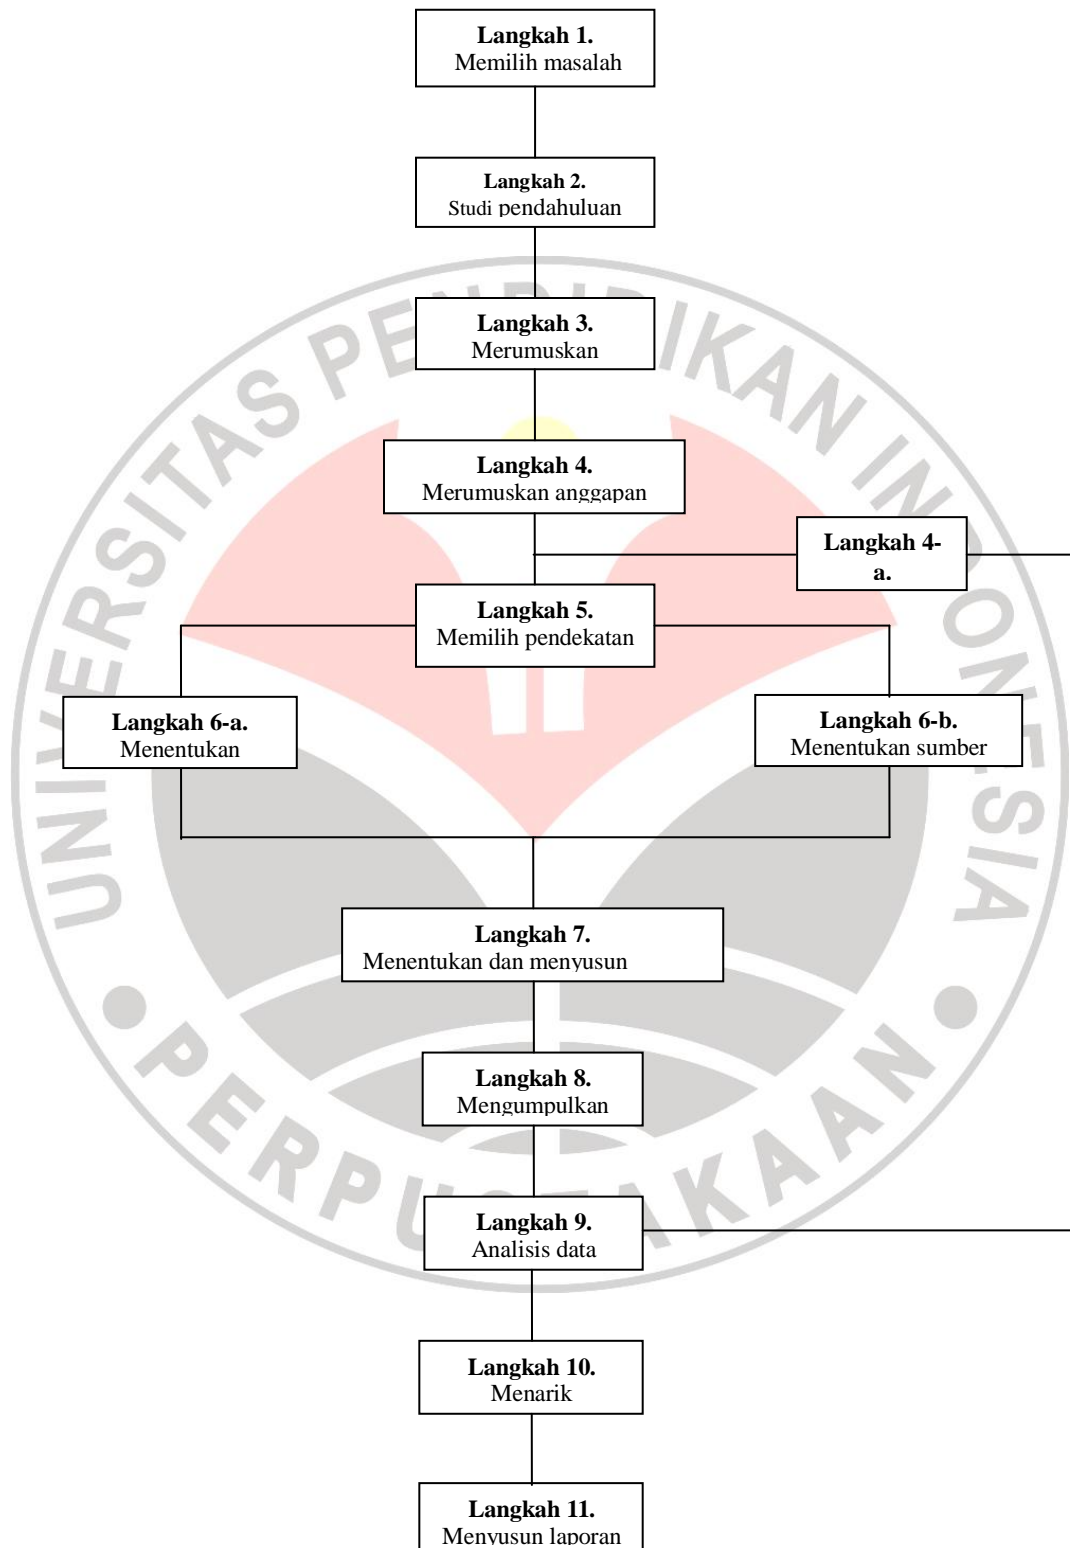 Langkah 1.
Memilih masalah
Langkah 2.
Studi pendahuluan
Langkah 3.
Merumuskan
Langkah 4.
Merumuskan anggapan
Langkah 4-
a.
Langkah 5.
Memilih pendekatan
Langkah 6-a.
Menentukan
Langkah 6-b.
Menentukan sumber
Langkah 7.
Menentukan dan menyusun
Langkah 8.
Mengumpulkan
Langkah 9.
Analisis data
Langkah 10.
Menarik
Langkah 11.
Menyusun laporan
UNIVERSITAS PENDIDIKAN INDONESIA
PERPUSTAKAAN